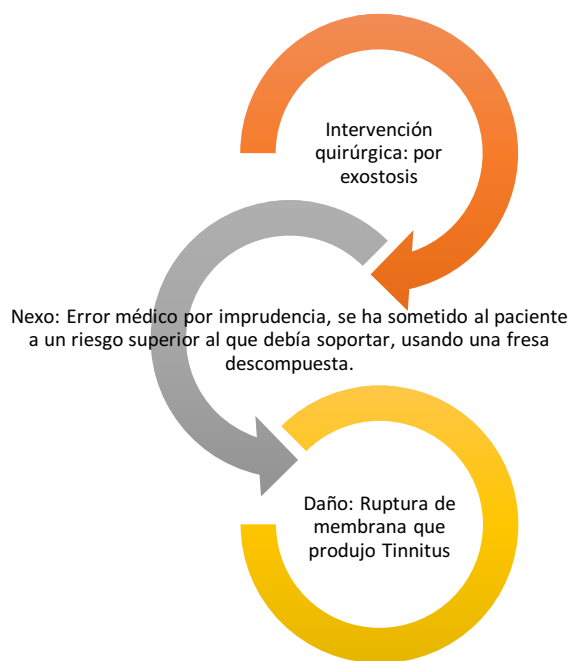 Intervención
quirúrgica: por
exostosis
Nexo: Error médico por imprudencia, se ha sometido al paciente
a un riesgo superior al que debía soportar, usando una fresa
descompuesta.
Daño: Ruptura de
membrana que
produjo Tinnitus